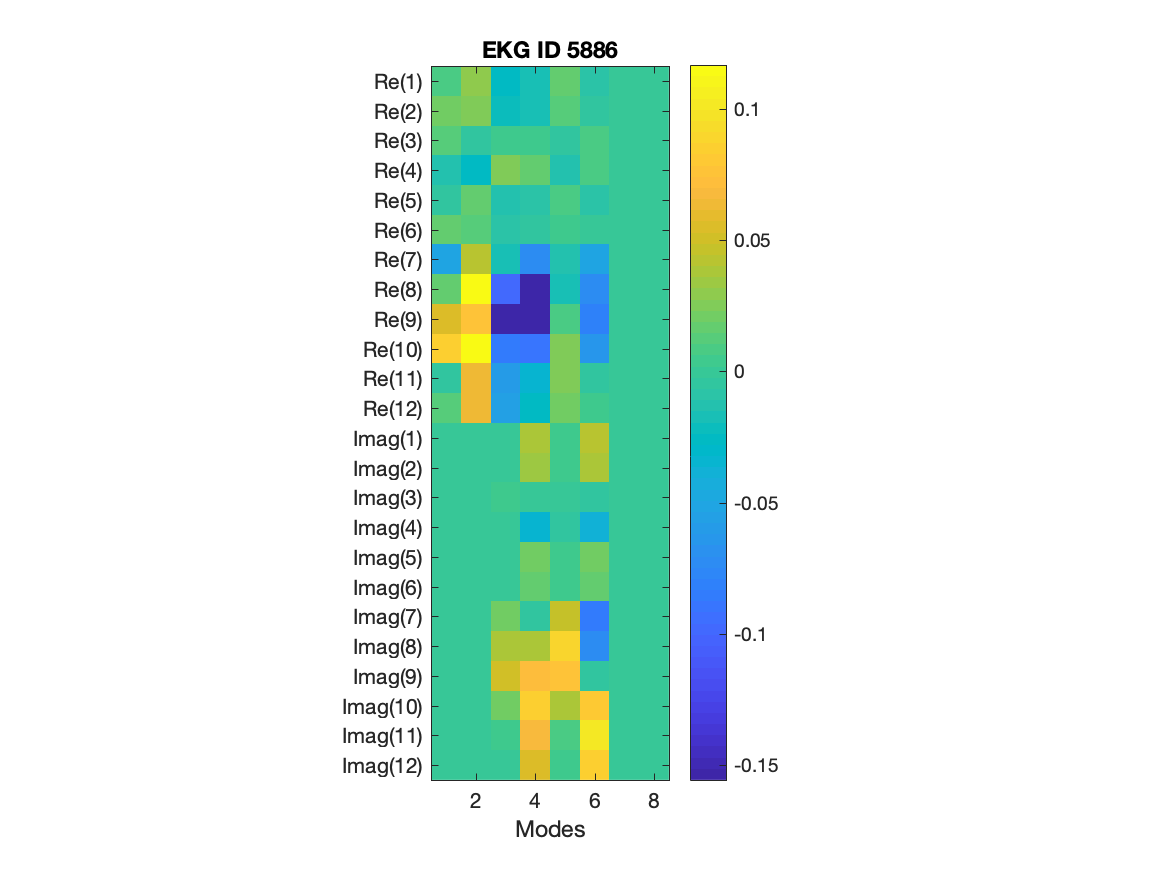 EKG ID 5886
Re(1)
Re(2)
Re(3)
Re(4)
Re(5)
Re(6)
Re(7)
Re(8)
Re(9)
Re(10)
Re(11)
Re(12)
Imag(1)
Imag(2)
Imag(3)
Imag(4)
Imag(5)
Imag(6)
Imag(7)
Imag(8)
Imag(9)
Imag(10)
Imag(11)
Imag(12)
2 4 6 8
Modes
0.1
0.05
0
-0.05
-0.1
-0.15